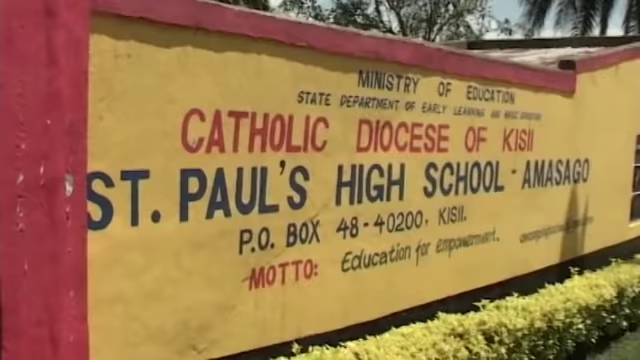 MINISTRY OF EDUCATION
STATE DEPARTMENT OF EARLY LEARNING AND BASIC EDUCATION
CATHOLIC DIOCESE OF KISII
ST. PAUL'S HIGH SCHOOL - AMASAGO
P.O. BOX 48-40200, KISII.
MOTTO: Education for empowerment.